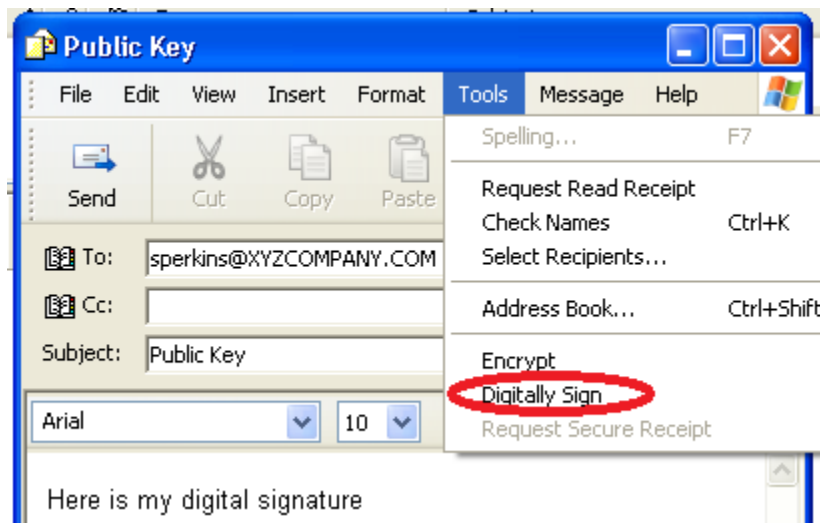 Public Key
File Edit View Insert Format Tools Message Help
Spelling... F7
Send Cut Copy Paste
Request Read Receipt
Check Names Ctrl+K
To: sperkins@XYZCOMPANY.COM
Select Recipients...
Cc:
Address Book... Ctrl+Shift
Subject: Public Key
Encrypt
Digitally Sign
Arial 10
Request Secure Receipt
Here is my digital signature